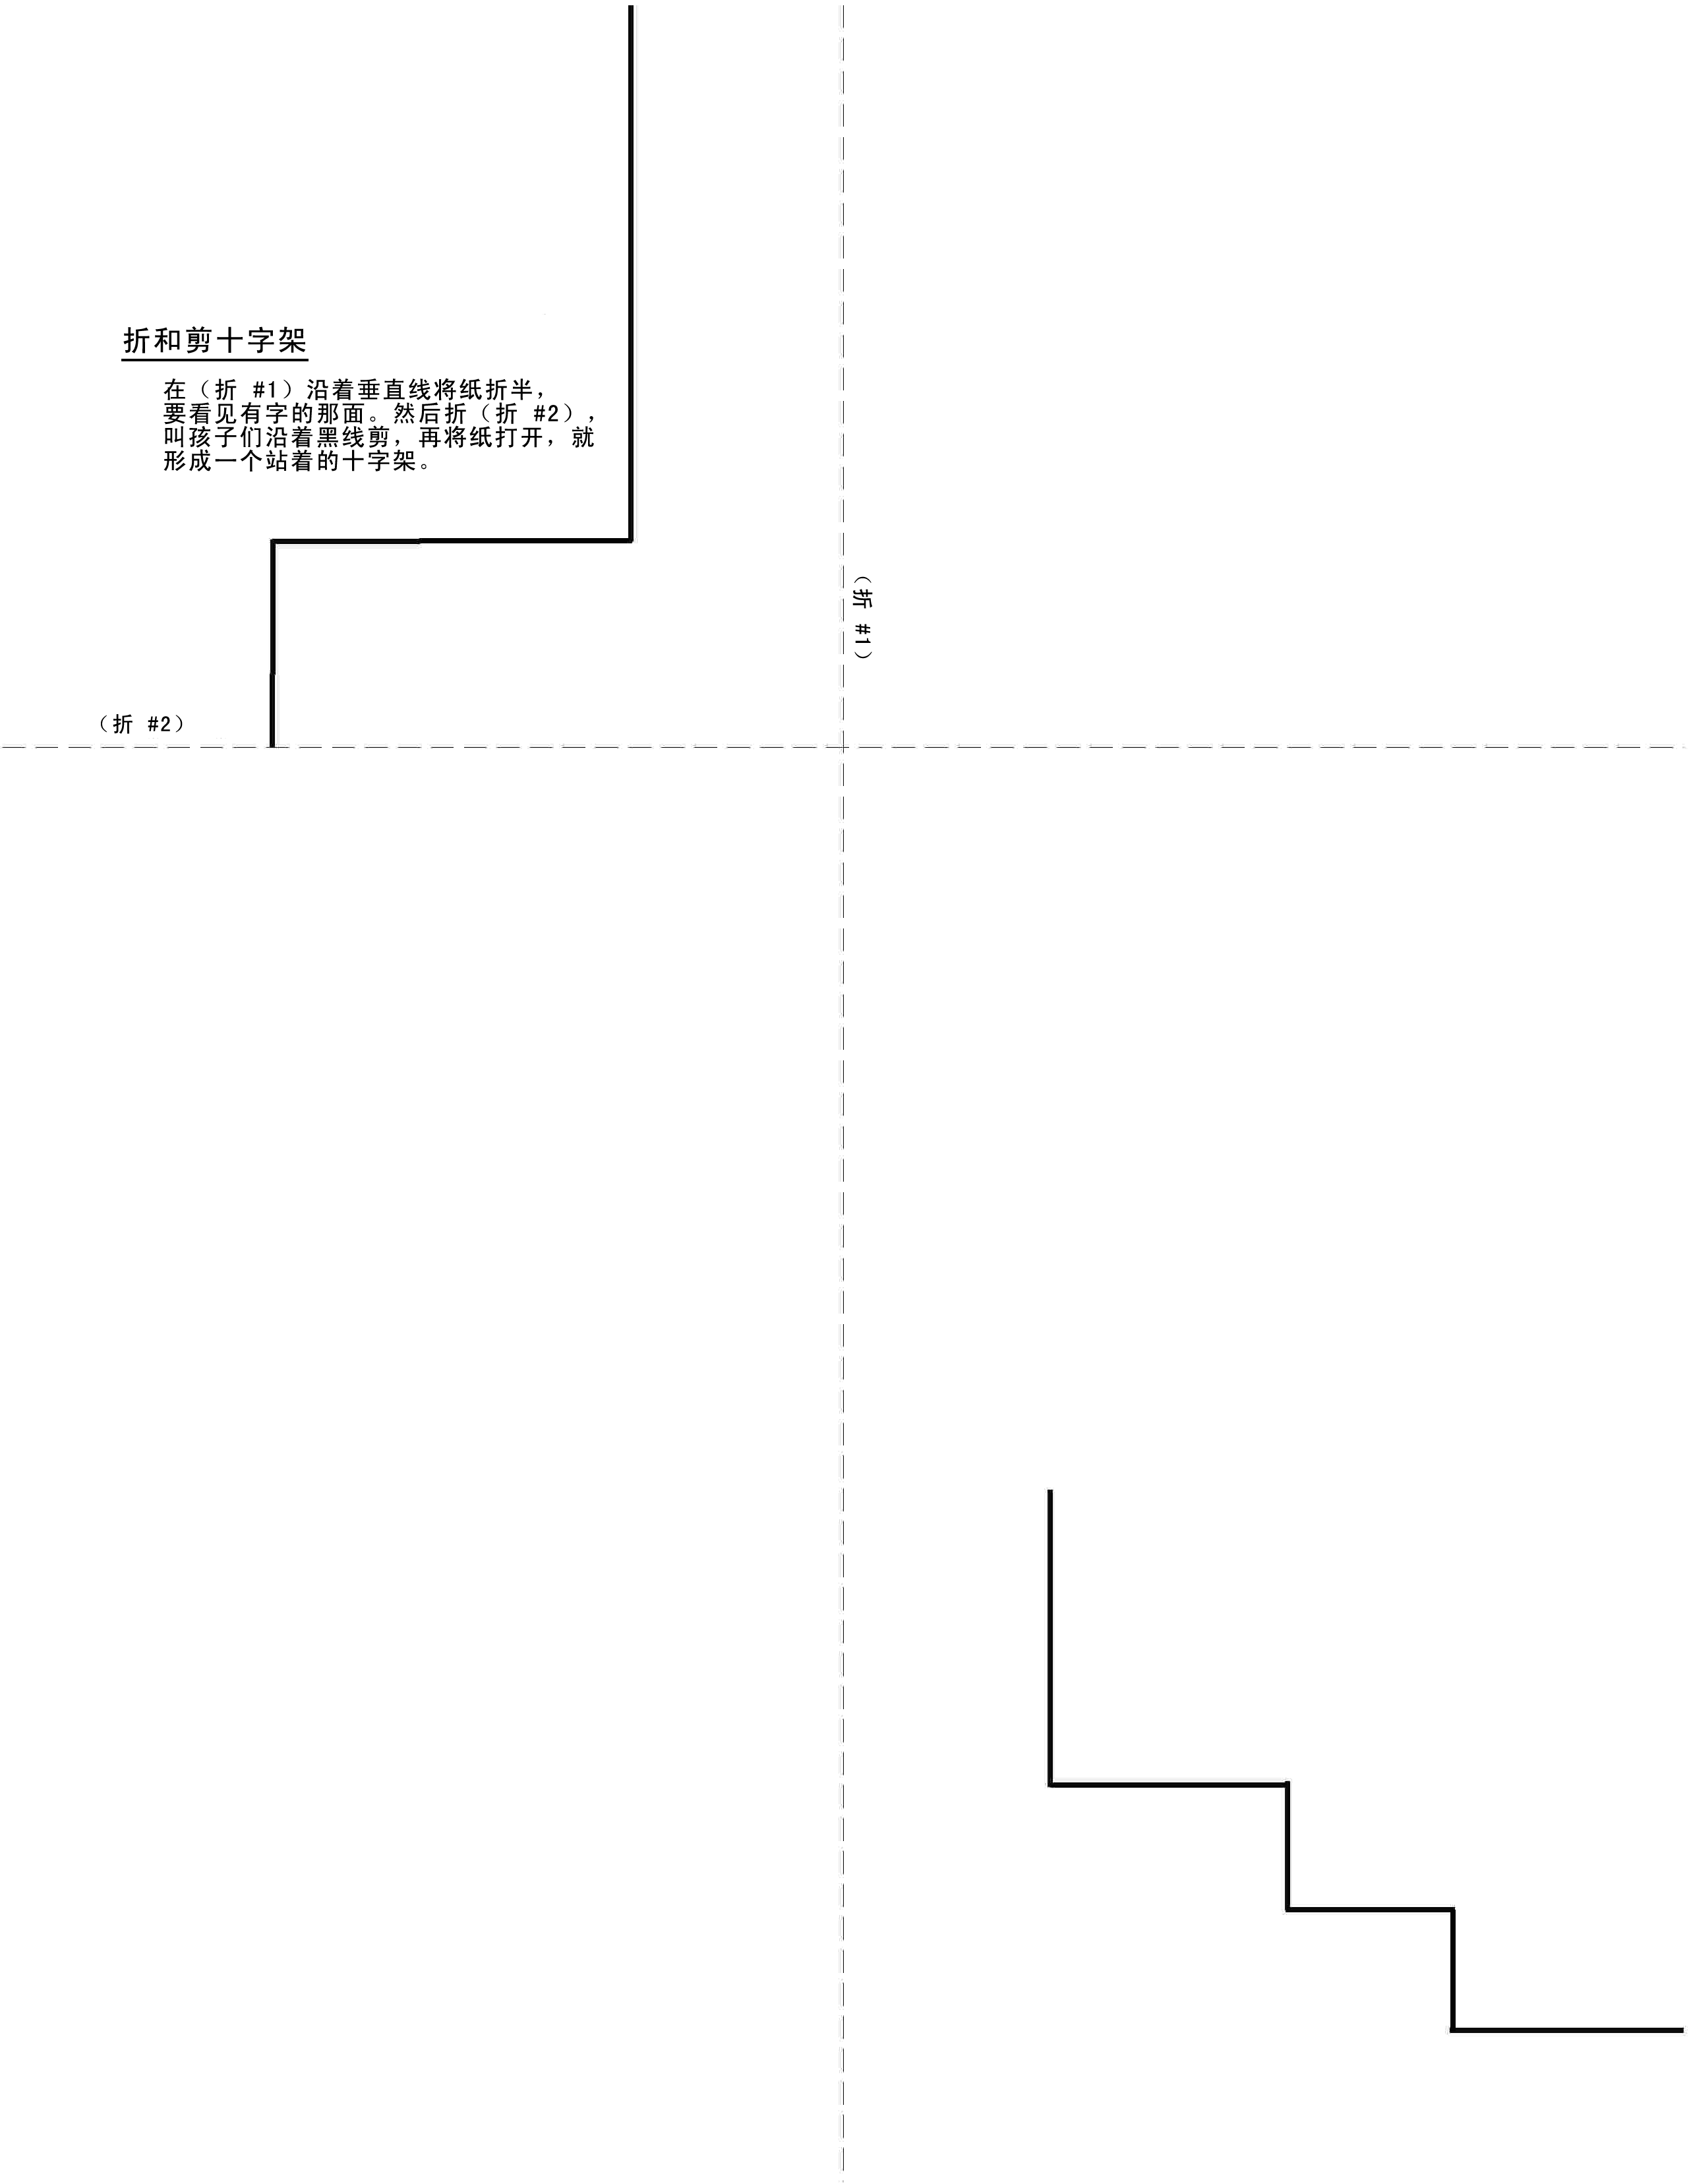 折和剪十字架
在（折 #1）沿着垂直线将纸折半，
要看见有字的那面。然后折（折 #2），
叫孩子们沿着黑线剪，再将纸打开，就
形成一个站着的十字架。
（折 #1）
（折 #2）